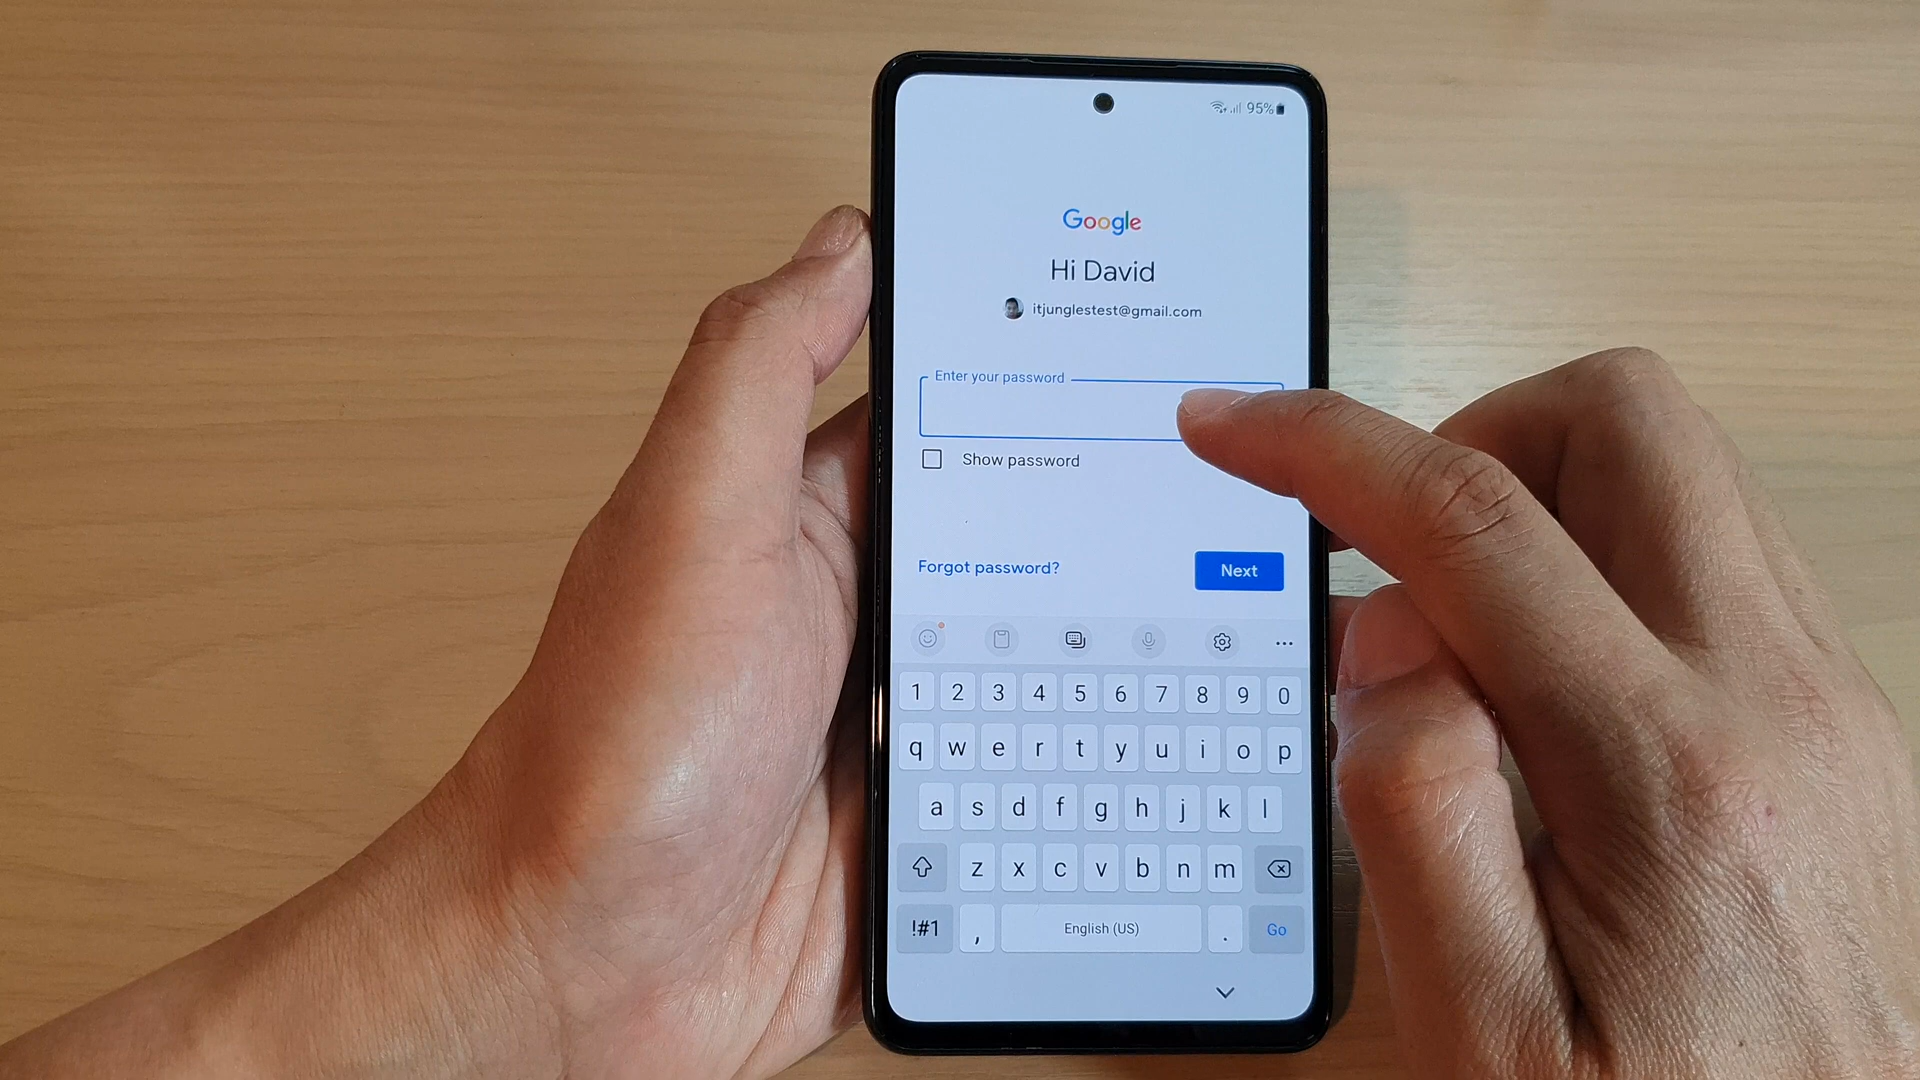 95%
Google
Hi David
itjunglestest@gmail.com
Enter your password
Show password
Forgot password?
Next
1 2 3 4 5 6 7 8 9 0
q w e r t y u i o p
a s d f g h j k l
z x c v b n m
!#1 , English (US) . Go